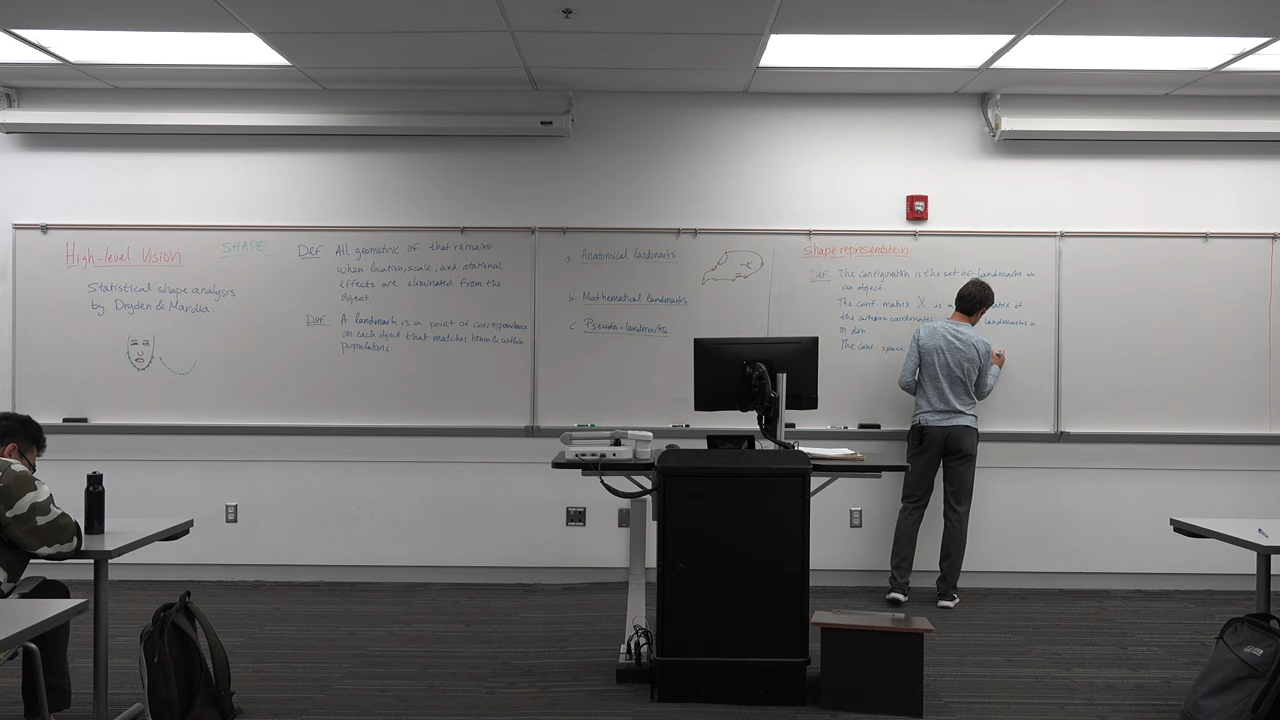 High-level Vision
SHAPE
Statistical shape analysis
by Dryden & Mardia.
Def All geometric of that remains
when location, scale, and rotational
effects are eliminated from the
object.
Def. A landmark is a point of correspondence
on each object that matches betwn & within
populations.
a. Anatomical landmarks.
b. Mathematical landmarks
c. Pseudo-landmarks
Shape representation
Def. The configuration is the set of landmarks on
an object.
The conf. matrix X is a
the cartesian coordinates landmarks in
m dim
The conf. space